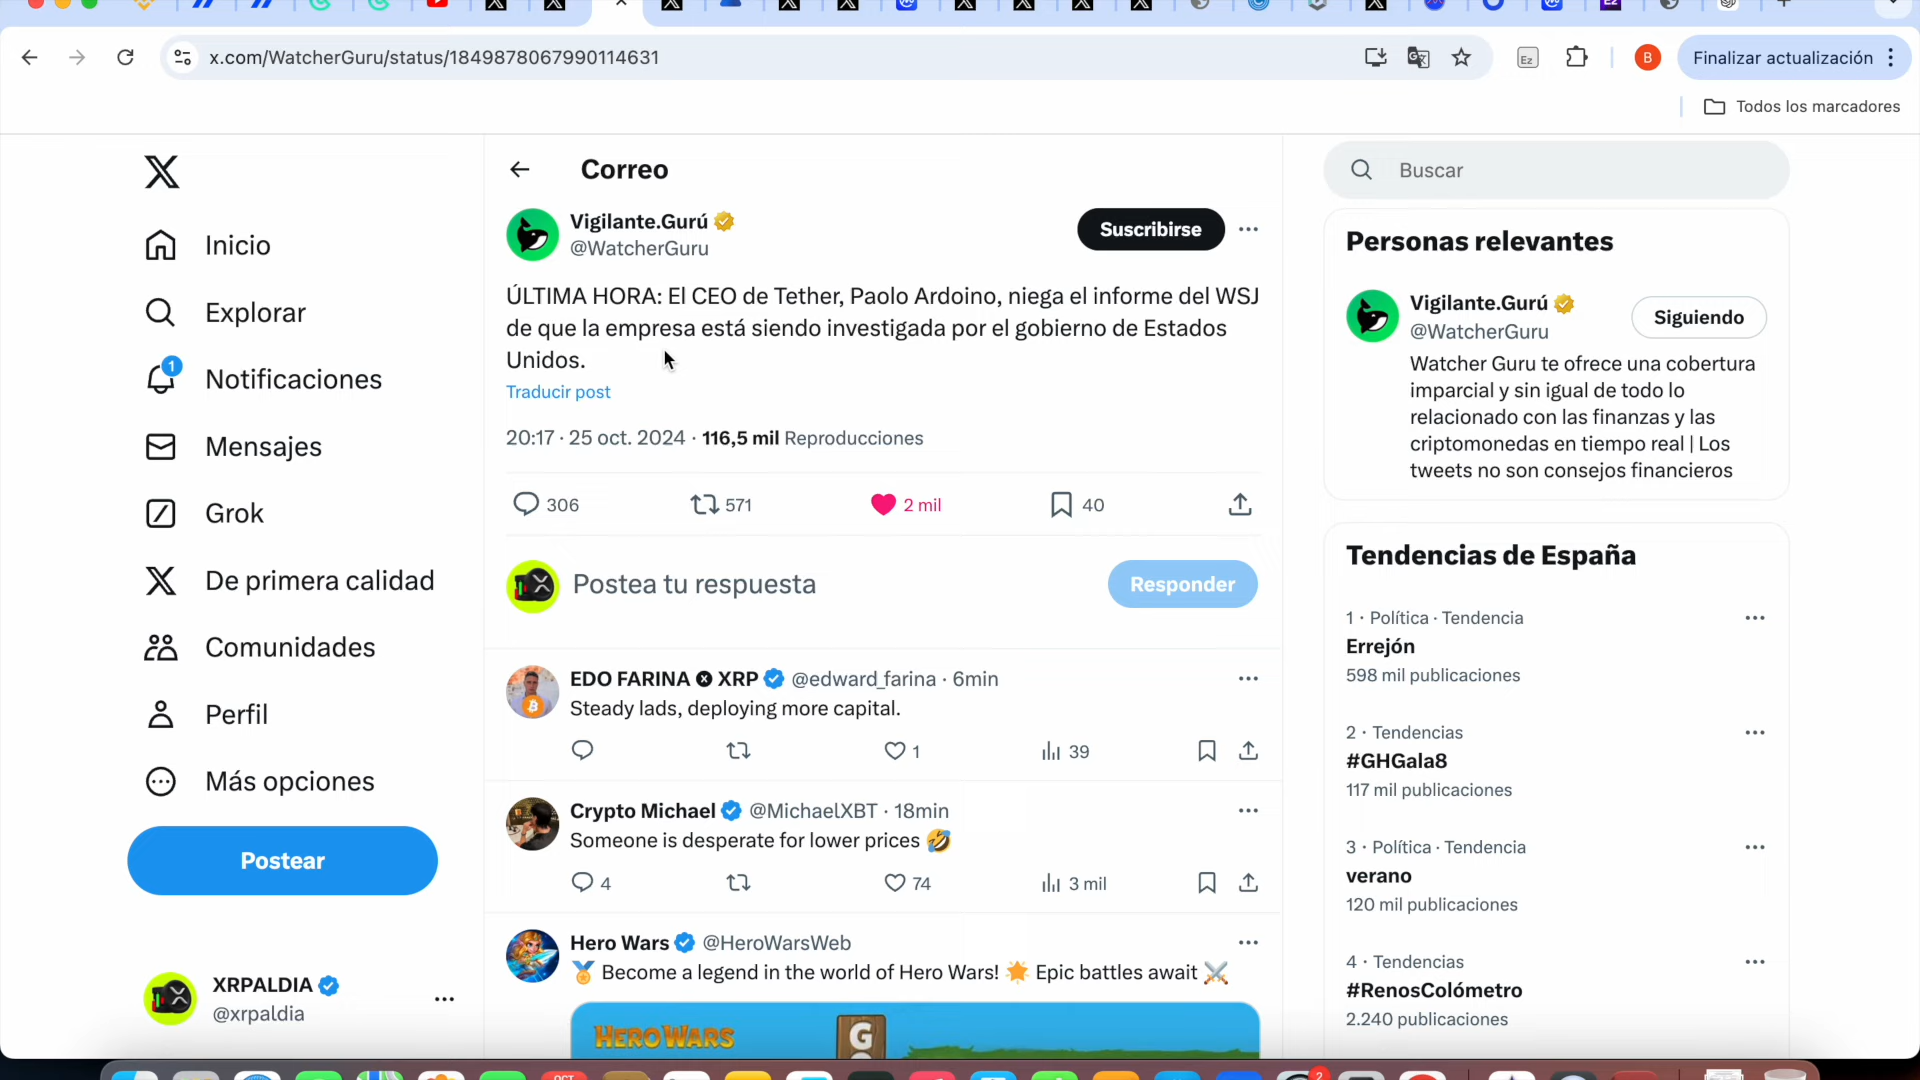 x.com/WatcherGuru/status/1849878067990114631
Ez
B
Finalizar actualización
Todos los marcadores
Inicio
Explorar
1
Notificaciones
Mensajes
Grok
De primera calidad
Comunidades
Perfil
Más opciones
Postear
XRPALDIA
@xrpaldia
Correo
Vigilante.Gurú
@WatcherGuru
Suscribirse
ÚLTIMA HORA: El CEO de Tether, Paolo Ardoino, niega el informe del WSJ
de que la empresa está siendo investigada por el gobierno de Estados
Unidos.
Traducir post
20:17 · 25 oct. 2024 · 116,5 mil Reproducciones
306 571 2 mil 40
Postea tu respuesta
Responder
EDO FARINA XRP @edward_farina · 6min
Steady lads, deploying more capital.
1 39
Crypto Michael @MichaelXBT · 18min
Someone is desperate for lower prices 🤣
4 74 3 mil
Hero Wars @HeroWarsWeb
🏅 Become a legend in the world of Hero Wars! 🌟 Epic battles await ⚔️
HERO WARS
G
Buscar
Personas relevantes
Vigilante.Gurú
@WatcherGuru
Siguiendo
Watcher Guru te ofrece una cobertura
imparcial y sin igual de todo lo
relacionado con las finanzas y las
criptomonedas en tiempo real | Los
tweets no son consejos financieros
Tendencias de España
1 · Política · Tendencia
Errejón
598 mil publicaciones
2 · Tendencias
#GHGala8
117 mil publicaciones
3 · Política · Tendencia
verano
120 mil publicaciones
4 · Tendencias
#RenosColómetro
2.240 publicaciones
OCT
2